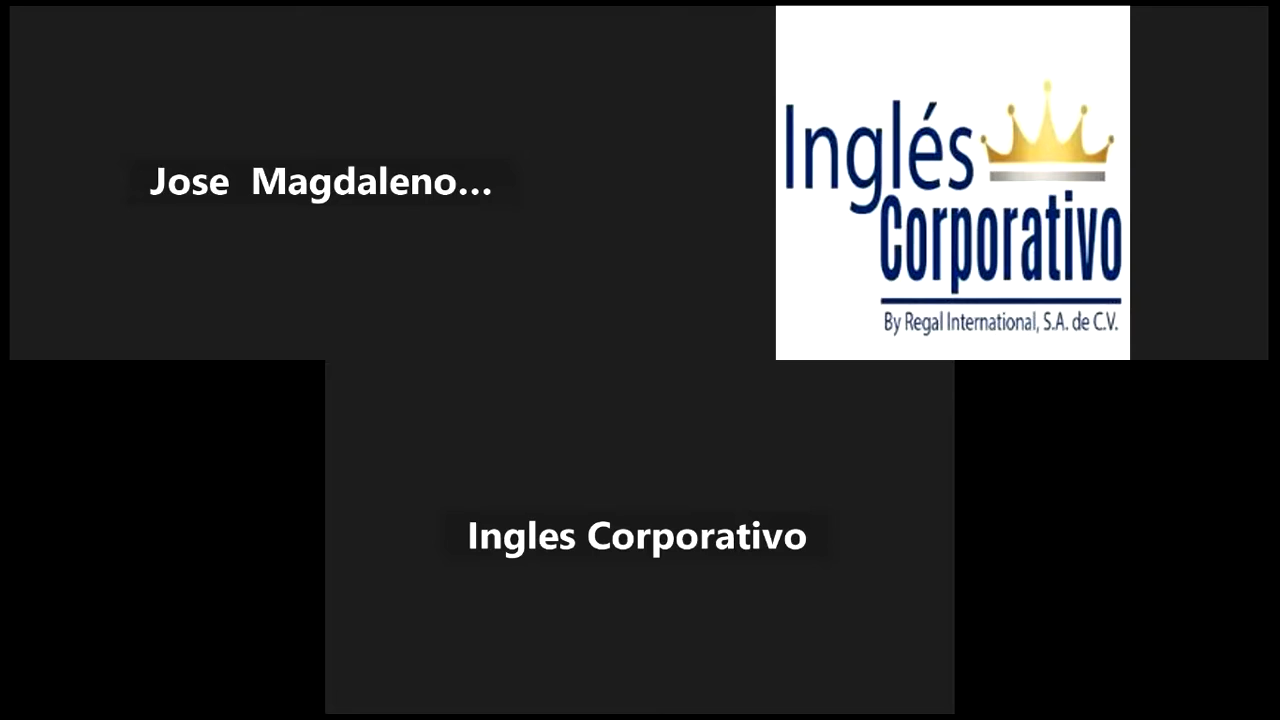 Jose  Magdaleno...
Inglés
Corporativo
By Regal International, S.A. de C.V.
Ingles Corporativo